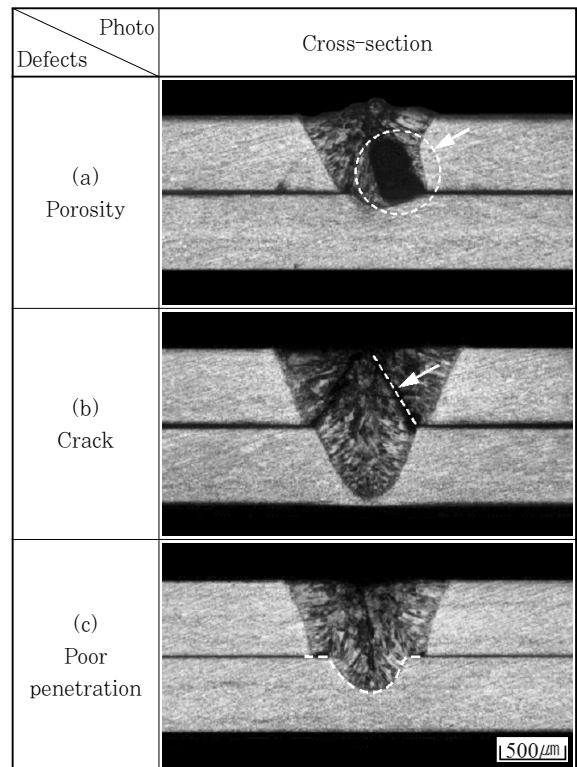 Photo
Defects
Cross-section
(a)
Porosity
(b)
Crack
(c)
Poor
penetration
500㎛